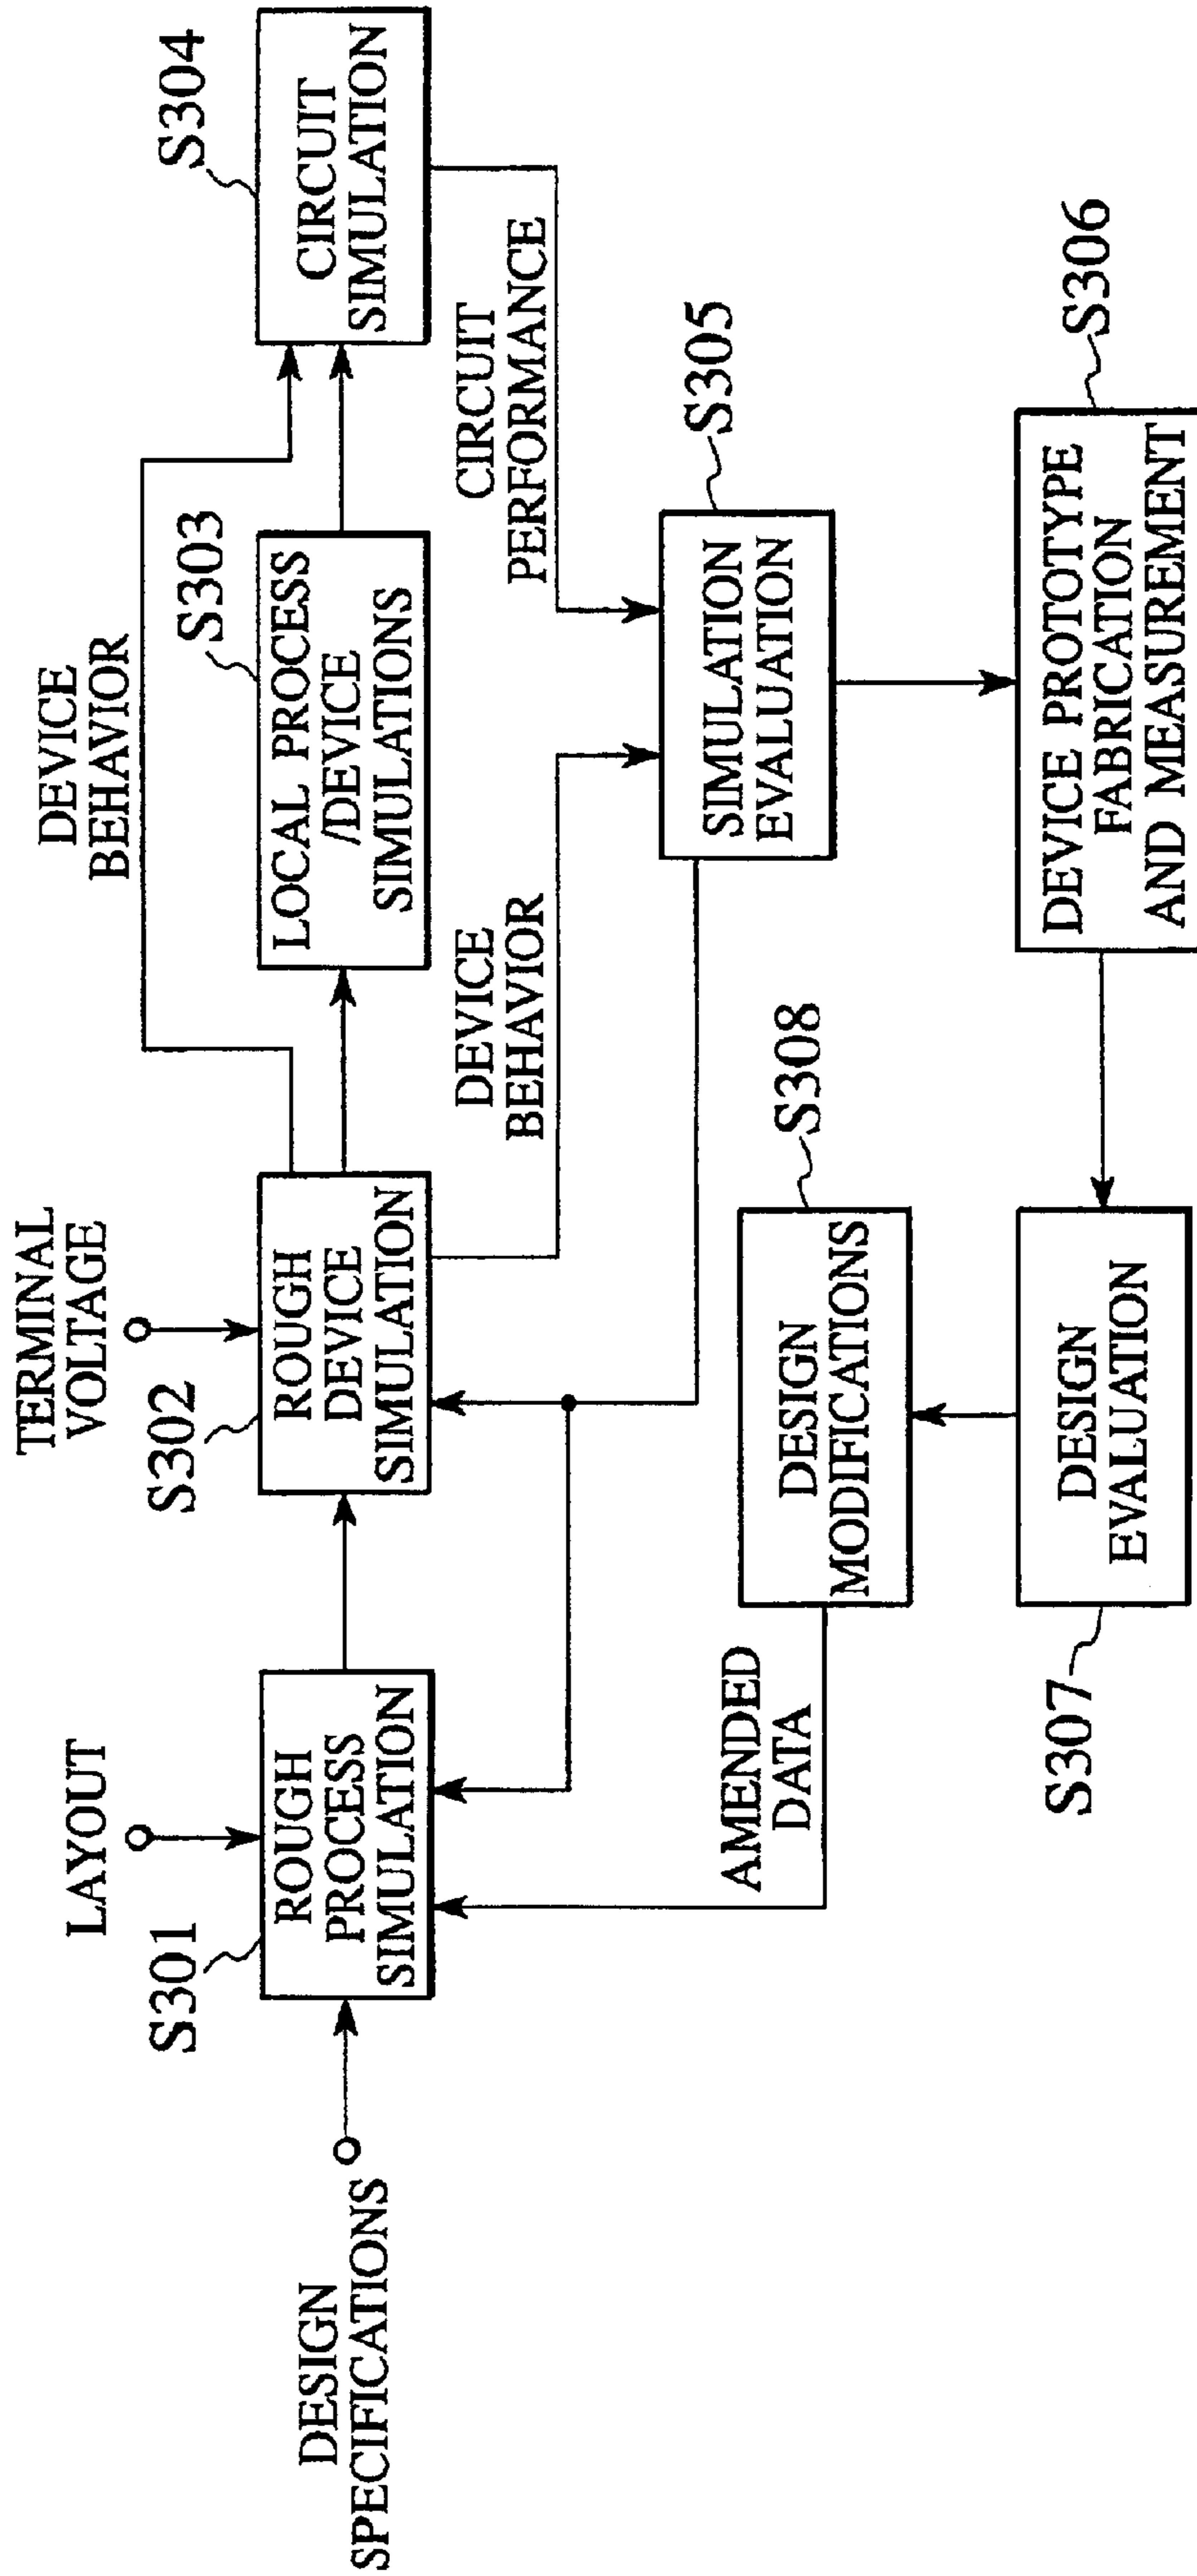 DESIGN
SPECIFICATIONS
LAYOUT
S301
ROUGH
PROCESS
SIMULATION
TERMINAL
VOLTAGE
S302
ROUGH
DEVICE
SIMULATION
DEVICE
BEHAVIOR
S303
LOCAL PROCESS
/DEVICE
SIMULATIONS
S304
CIRCUIT
SIMULATION
DEVICE
BEHAVIOR
CIRCUIT
PERFORMANCE
S305
SIMULATION
EVALUATION
AMENDED
DATA
S308
DESIGN
MODIFICATIONS
S306
DEVICE PROTOTYPE
FABRICATION
AND MEASUREMENT
S307
DESIGN
EVALUATION